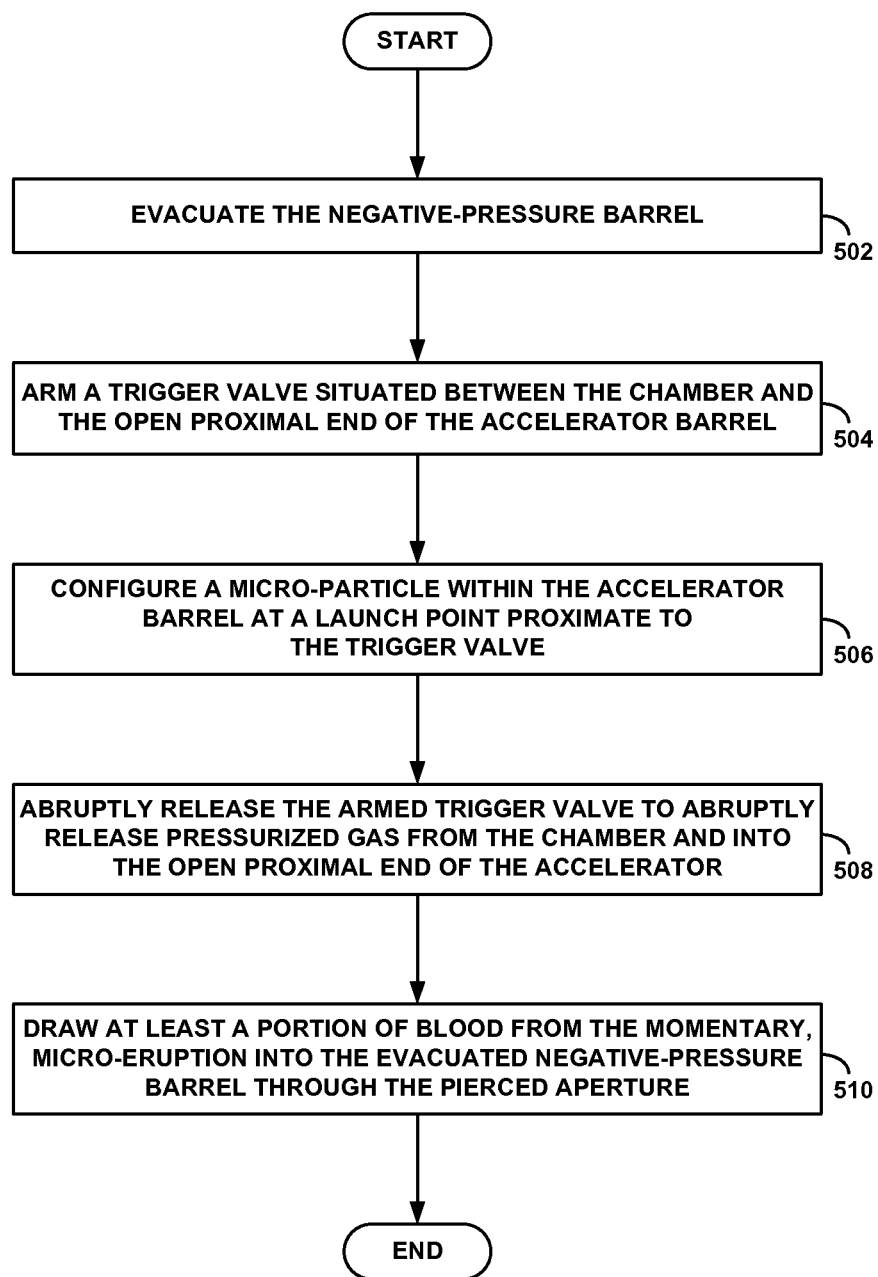 START
EVACUATE THE NEGATIVE-PRESSURE BARREL
502
ARM A TRIGGER VALVE SITUATED BETWEEN THE CHAMBER AND
THE OPEN PROXIMAL END OF THE ACCELERATOR BARREL
504
CONFIGURE A MICRO-PARTICLE WITHIN THE ACCELERATOR
BARREL AT A LAUNCH POINT PROXIMATE TO
THE TRIGGER VALVE
506
ABRUPTLY RELEASE THE ARMED TRIGGER VALVE TO ABRUPTLY
RELEASE PRESSURIZED GAS FROM THE CHAMBER AND INTO
THE OPEN PROXIMAL END OF THE ACCELERATOR
508
DRAW AT LEAST A PORTION OF BLOOD FROM THE MOMENTARY,
MICRO-ERUPTION INTO THE EVACUATED NEGATIVE-PRESSURE
BARREL THROUGH THE PIERCED APERTURE
510
END